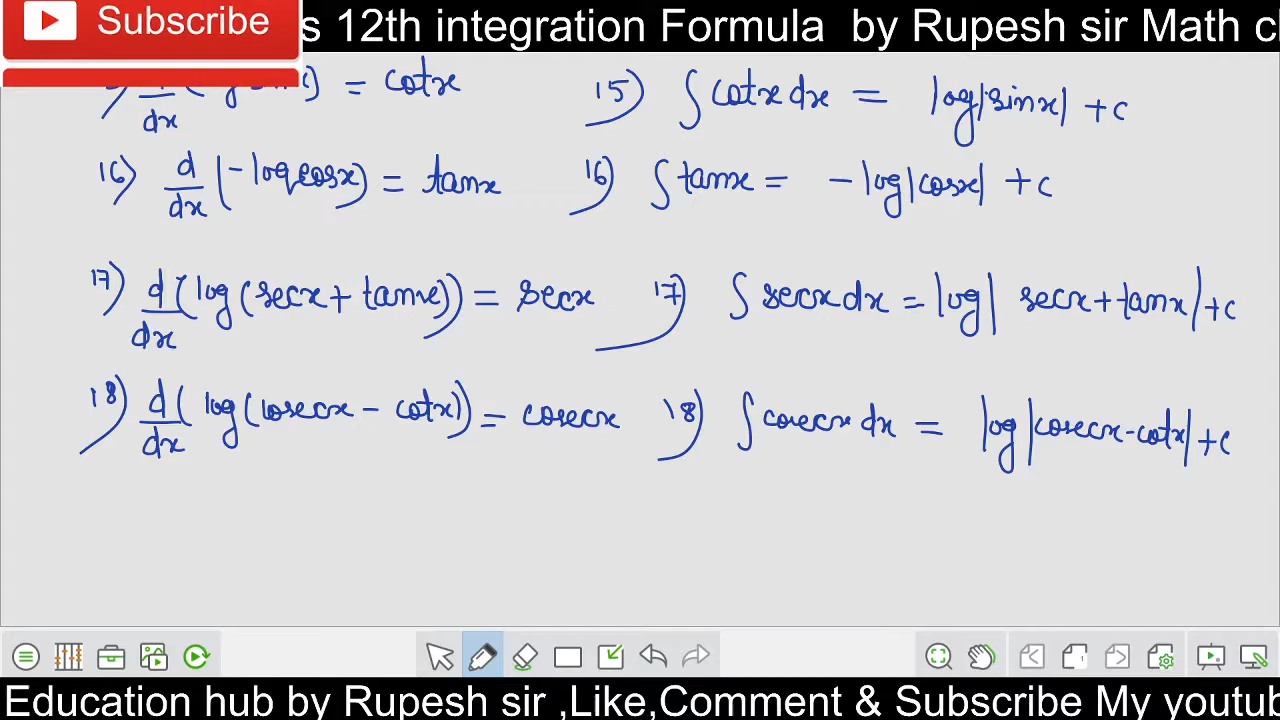 Subscribe
s 12th integration Formula by Rupesh sir Math c
d/dx = cotx 15) ∫cotx dx = log|sinx| + c
16) d/dx (-logcosx) = tanx 16) ∫tanx = -log|cosx| + c
17) d/dx (log(secx + tanx)) = secx 17) ∫secx dx = log| secx + tanx| + c
18) d/dx (log(cosecx - cotx)) = cosecx 18) ∫cosecx dx = log|cosecx - cotx| + c
Education hub by Rupesh sir ,Like,Comment & Subscribe My youtub